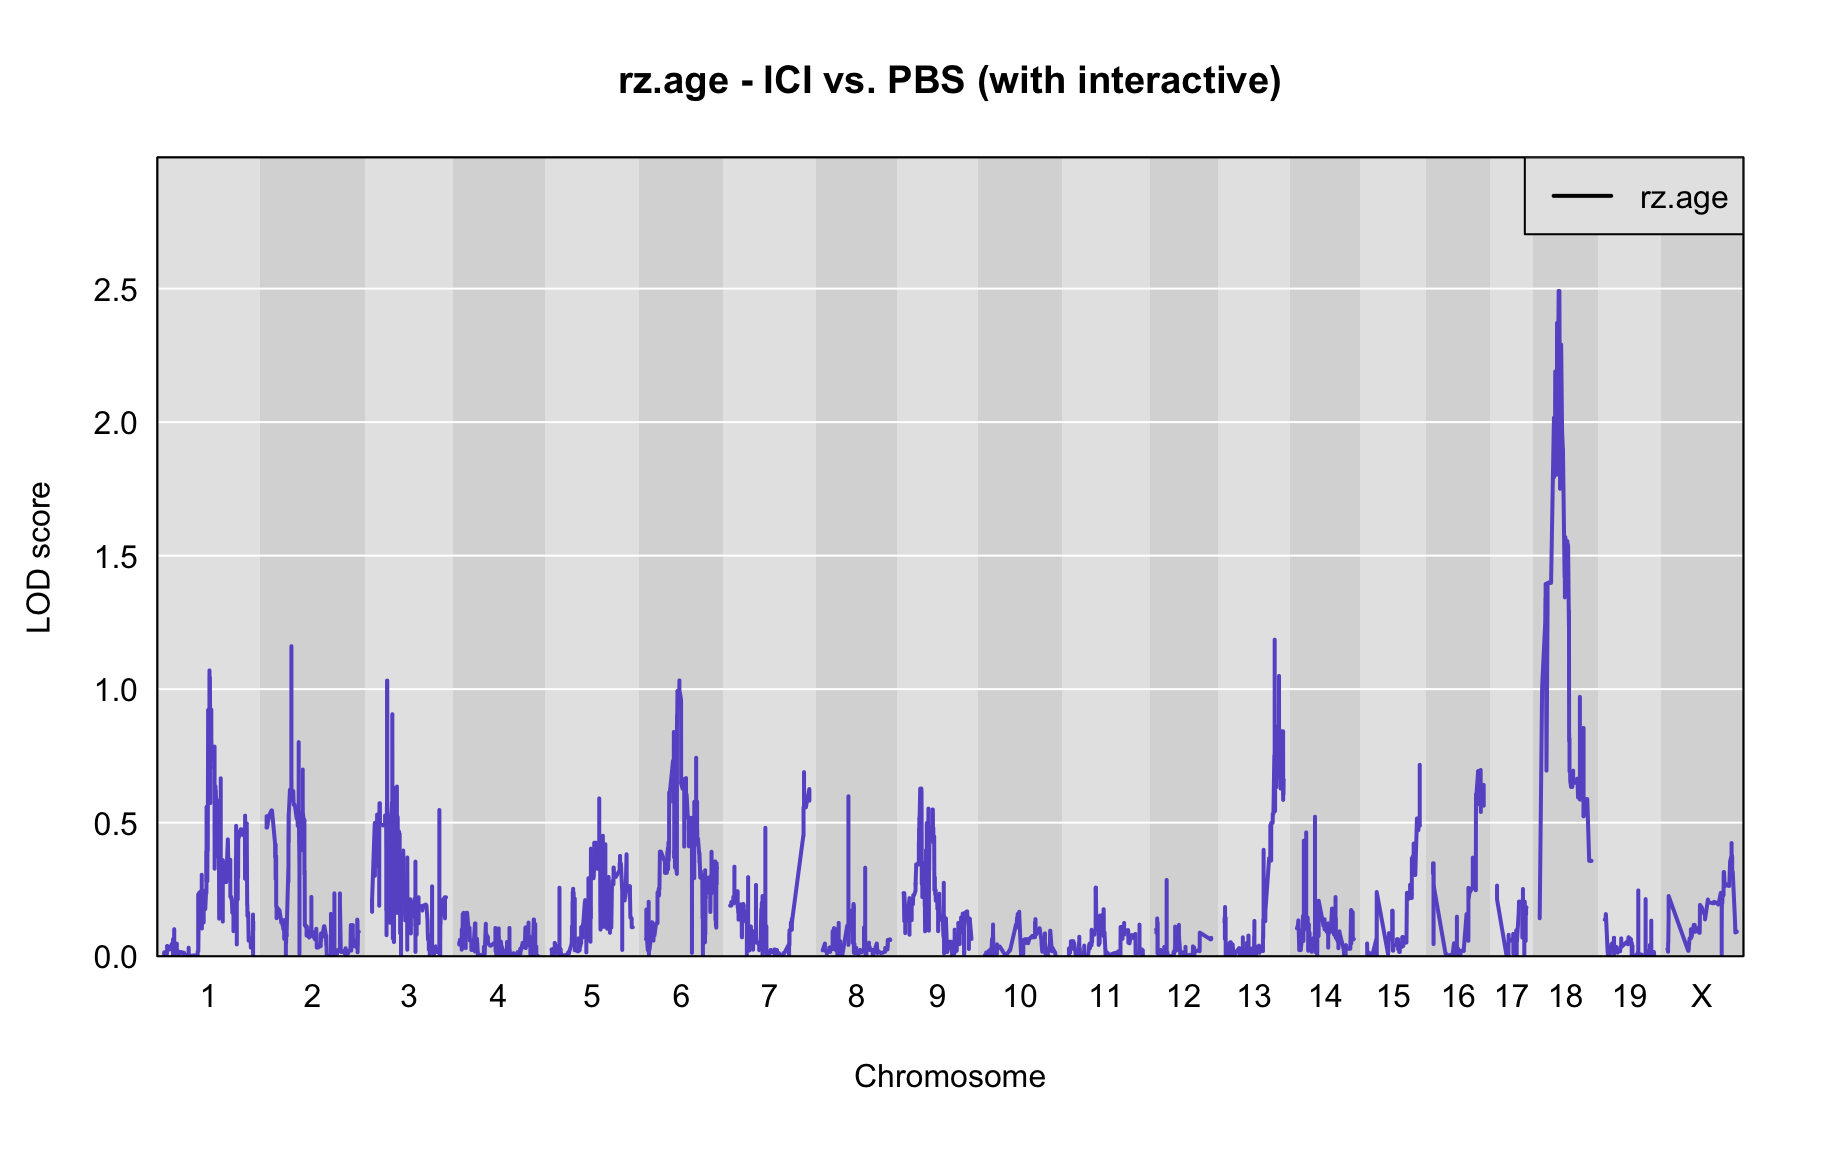 rz.age - ICI vs. PBS (with interactive)
rz.age
2.5
2.0
1.5
1.0
0.5
0.0
LOD score
1 2 3 4 5 6 7 8 9 10 11 12 13 14 15 16 17 18 19 X
Chromosome